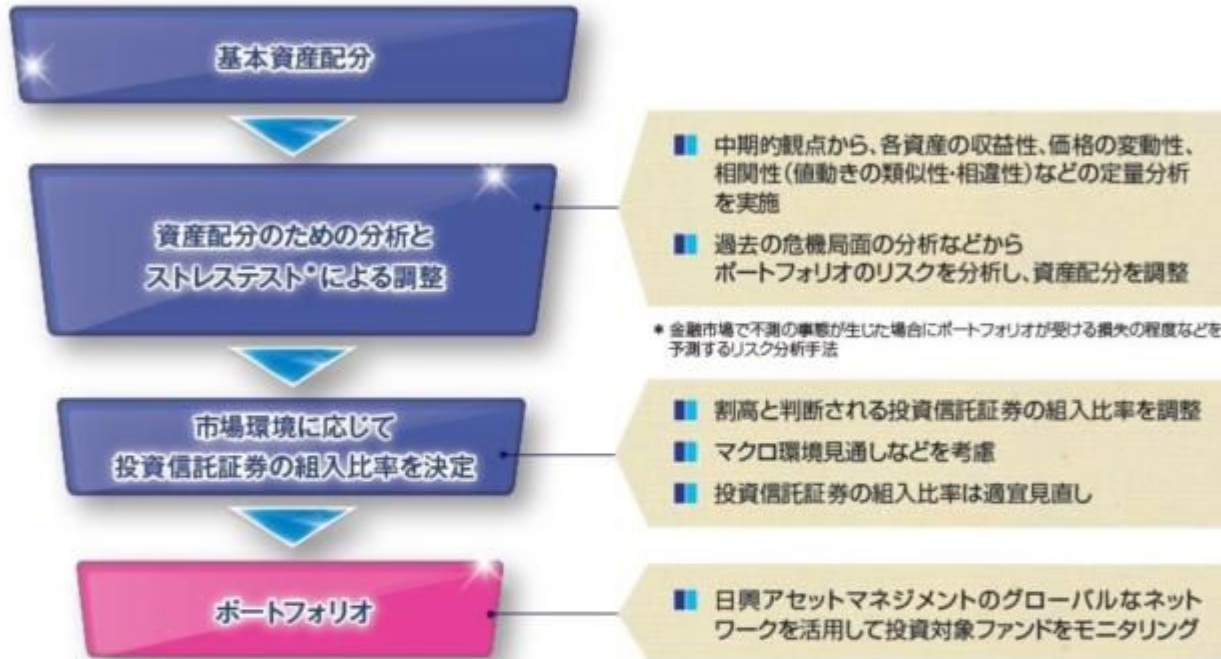 基本資産配分
資産配分のための分析と
ストレステスト*による調整
中期的観点から、各資産の収益性、価格の変動性、
相関性(値動きの類似性・相違性)などの定量分析
を実施
過去の危機局面の分析などから
ポートフォリオのリスクを分析し、資産配分を調整
* 金融市場で不測の事態が生じた場合にポートフォリオが受ける損失の程度などを
予測するリスク分析手法
市場環境に応じて
投資信託証券の組入比率を決定
割高と判断される投資信託証券の組入比率を調整
マクロ環境見通しなどを考慮
投資信託証券の組入比率は適宜見直し
ポートフォリオ
日興アセットマネジメントのグローバルなネット
ワークを活用して投資対象ファンドをモニタリング